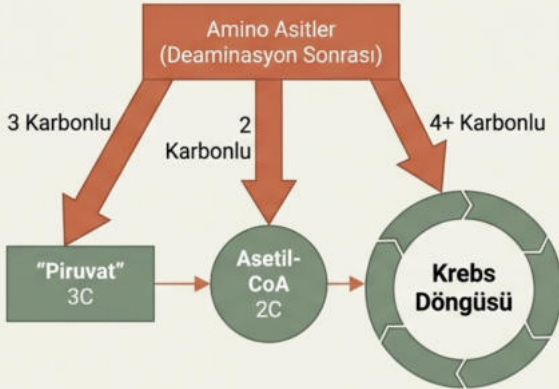 Amino Asitler
(Deaminasyon Sonrası)
3 Karbonlu
2
Karbonlu
4+ Karbonlu
"Piruvat"
3C
Asetil-
CoA
2C
Krebs
Döngüsü